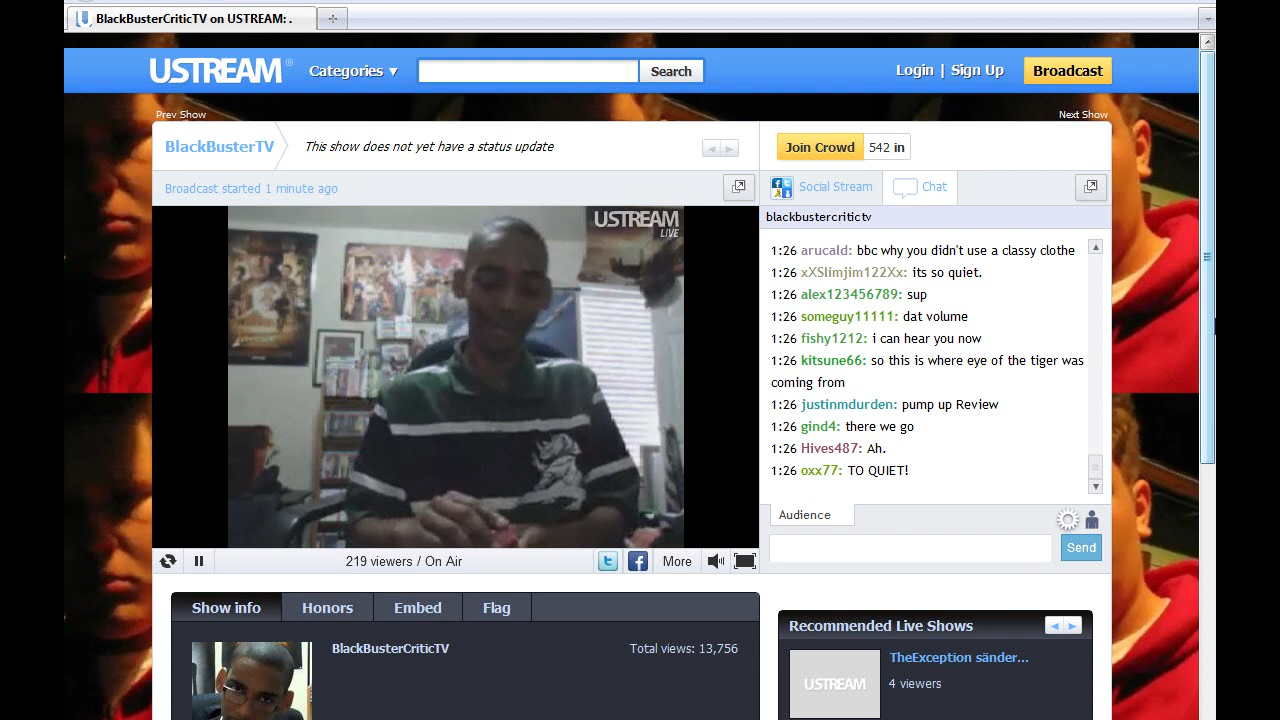 BlackBusterCriticTV on USTREAM: .
USTREAM
Categories ▼
Search
Login | Sign Up
Broadcast
Prev Show
Next Show
BlackBusterTV
This show does not yet have a status update
Join Crowd
542 in
Broadcast started 1 minute ago
Social Stream
Chat
blackbustercritictv
USTREAM
LIVE
1:26 arucald: bbc why you didn't use a classy clothe
1:26 xXSlimjim122Xx: its so quiet.
1:26 alex123456789: sup
1:26 someguy11111: dat volume
1:26 fishy1212: i can hear you now
1:26 kitsune66: so this is where eye of the tiger was
coming from
1:26 justinmdurden: pump up Review
1:26 gind4: there we go
1:26 Hives487: Ah.
1:26 oxx77: TO QUIET!
Audience
Send
219 viewers / On Air
More
Show info
Honors
Embed
Flag
BlackBusterCriticTV
Total views: 13,756
Recommended Live Shows
USTREAM
TheException sänder...
4 viewers